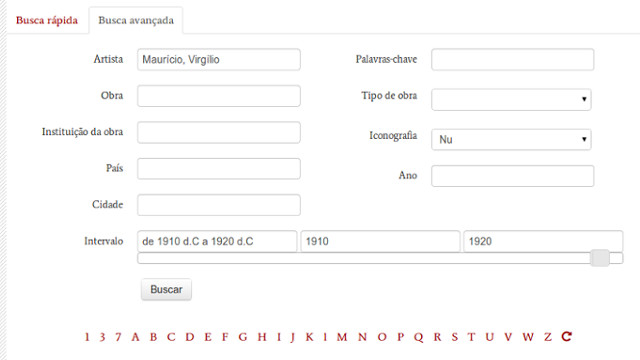 Busca rápida Busca avançada
Artista Maurício, Virgílio Palavras-chave
Obra Tipo de obra
Instituição da obra Iconografia Nu
País Ano
Cidade
Intervalo de 1910 d.C a 1920 d.C 1910 1920
Buscar
1 3 7 A B C D E F G H I J K l M N O P Q R S T U V W Z